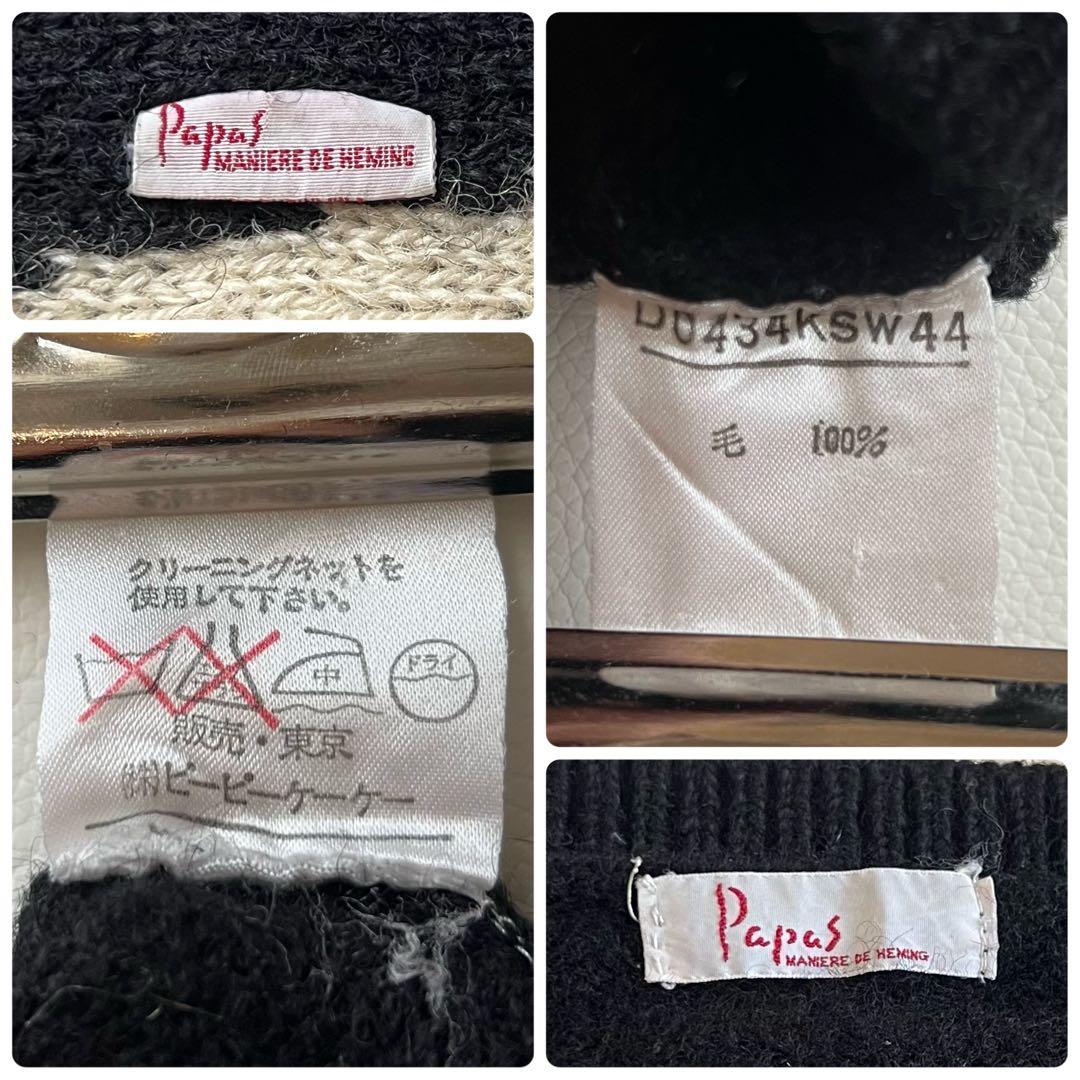 Papas
MANIERE DE HEMING
D0434KSW44
毛 100%
クリーニングネットを
使用して下さい。
中 ドライ
販売・東京
㈱ピーピーケーケー
Papas
MANIERE DE HEMING